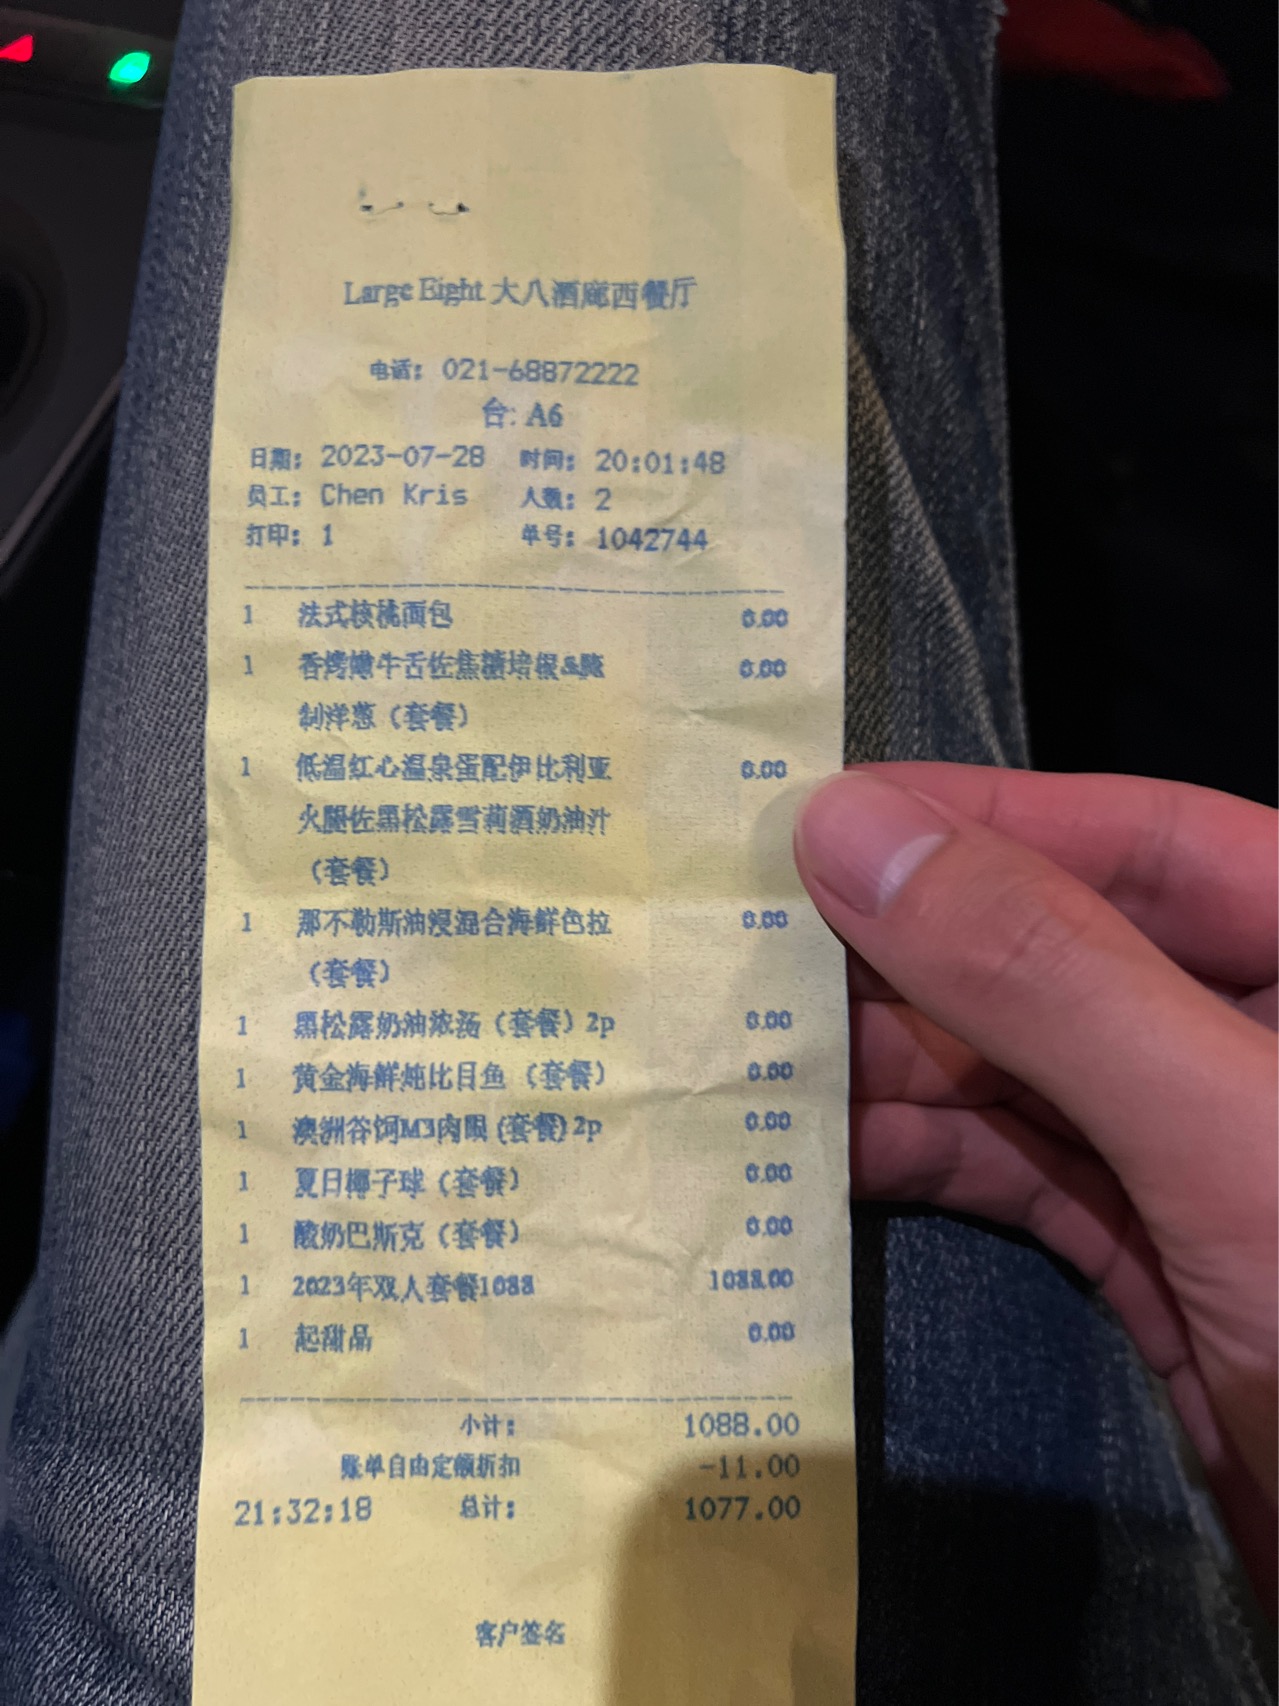 Large Eight 大八酒廊西餐厅
电话: 021-68872222
台: A6
日期: 2023-07-28 时间: 20:01:48
员工: Chen Kris 人数: 2
打印: 1 单号: 1042744
1 法式核桃面包 0.00
1 香烤嫩牛舌佐焦糖培根&腌 0.00
制洋葱（套餐）
1 低温红心温泉蛋配伊比利亚 0.00
火腿佐黑松露雪莉酒奶油汁
（套餐）
1 那不勒斯油浸混合海鲜色拉 0.00
（套餐）
1 黑松露奶油浓汤（套餐）2p 0.00
1 黄金海鲜炖比目鱼（套餐） 0.00
1 澳洲谷饲M3肉眼(套餐)2p 0.00
1 夏日椰子球（套餐） 0.00
1 酸奶巴斯克（套餐） 0.00
1 2023年双人套餐1088 1088.00
1 起甜品 0.00
小计: 1088.00
账单自由定额折扣 -11.00
21:32:18 总计: 1077.00
客户签名